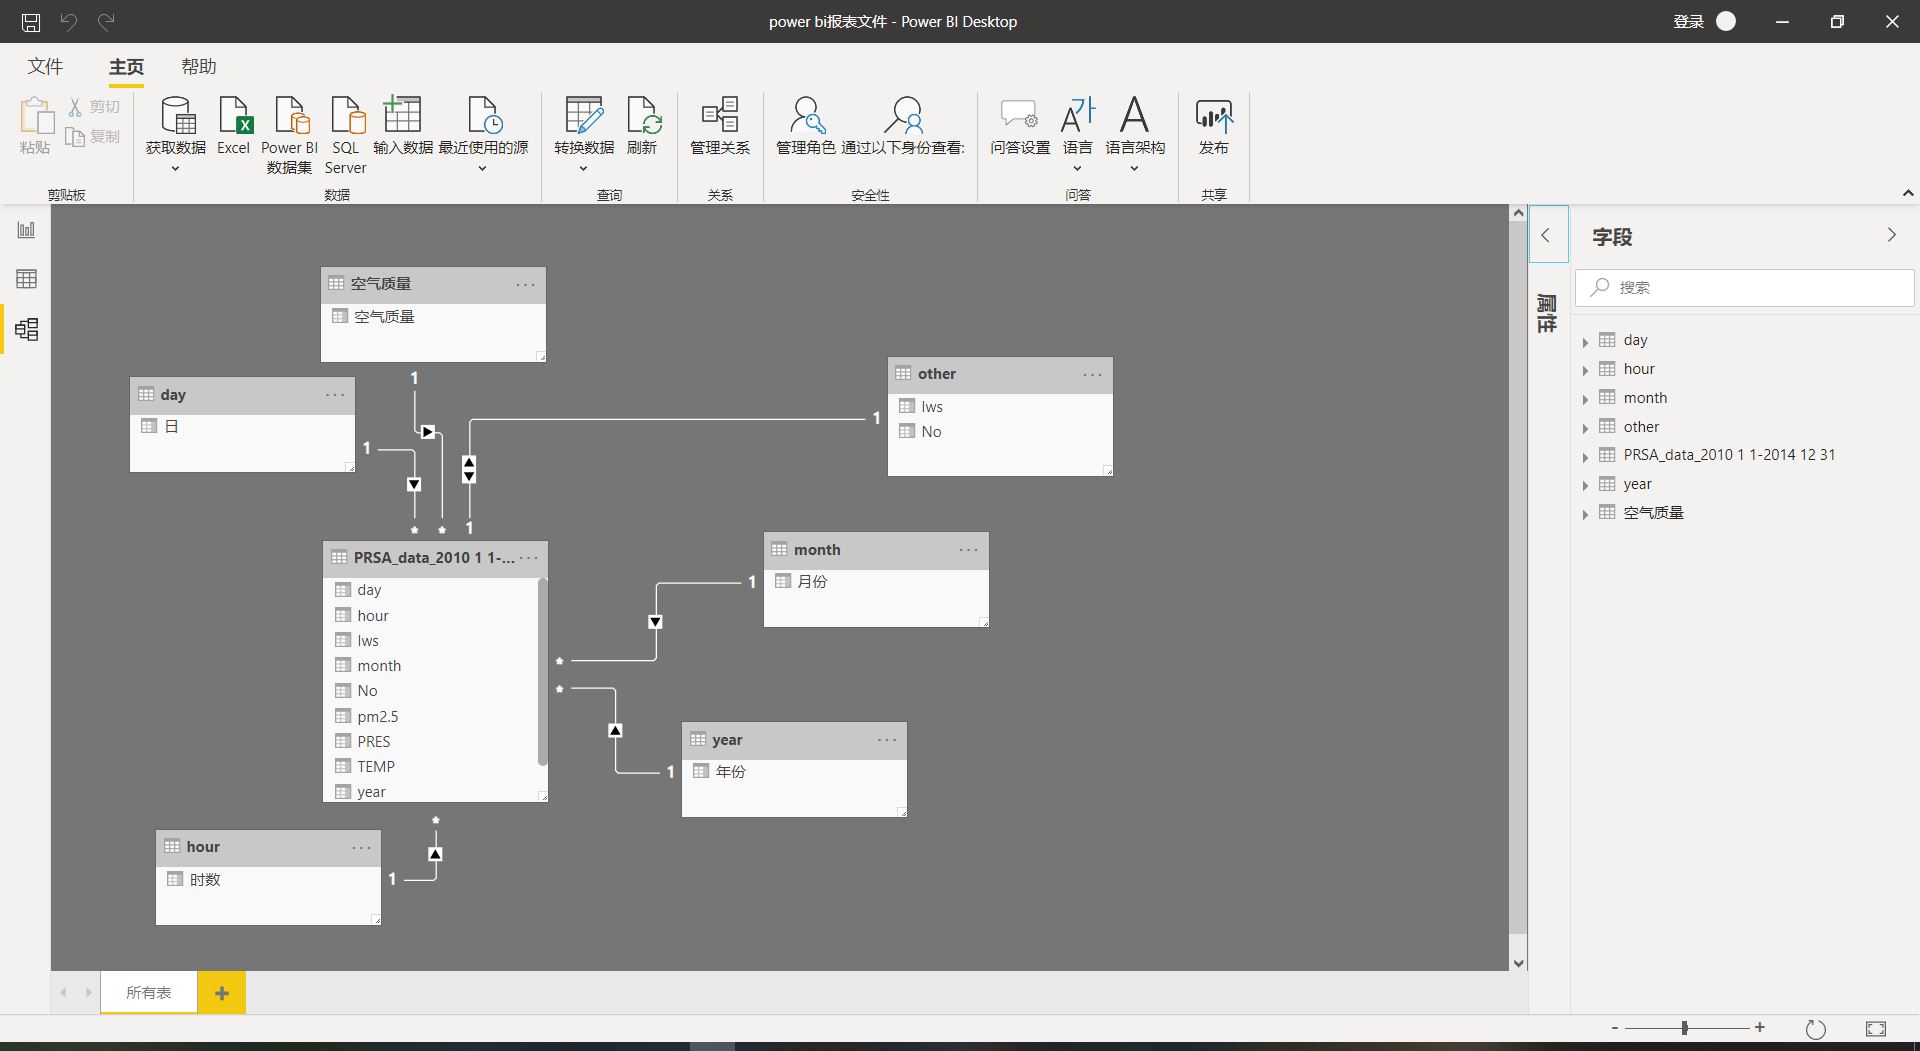 power bi报表文件 - Power BI Desktop
登录
文件 主页 帮助
粘贴
剪切
复制
剪贴板
获取数据
Excel
Power BI
数据集
SQL
Server
输入数据
最近使用的源
数据
转换数据
刷新
查询
管理关系
关系
管理角色
通过以下身份查看:
安全性
问答设置
语言
语言架构
问答
发布
共享
空气质量 ...
空气质量
1
day ...
日
1
other ...
lws
No
1
* * 1
PRSA_data_2010 1 1-... ...
day
hour
lws
month
No
pm2.5
PRES
TEMP
year
month ...
月份
1
*
*
year ...
年份
1
*
hour ...
时数
1
属性
字段
搜索
day
hour
month
other
PRSA_data_2010 1 1-2014 12 31
year
空气质量
所有表 +
- +